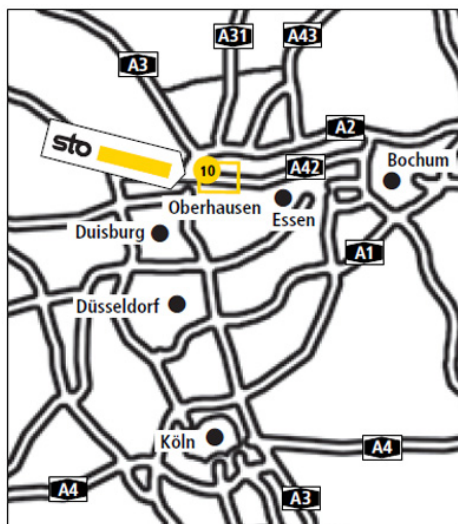 A31
A43
A3
A2
sto
10
A42
Bochum
Oberhausen
Essen
Duisburg
A1
Düsseldorf
Köln
A4
A4
A3